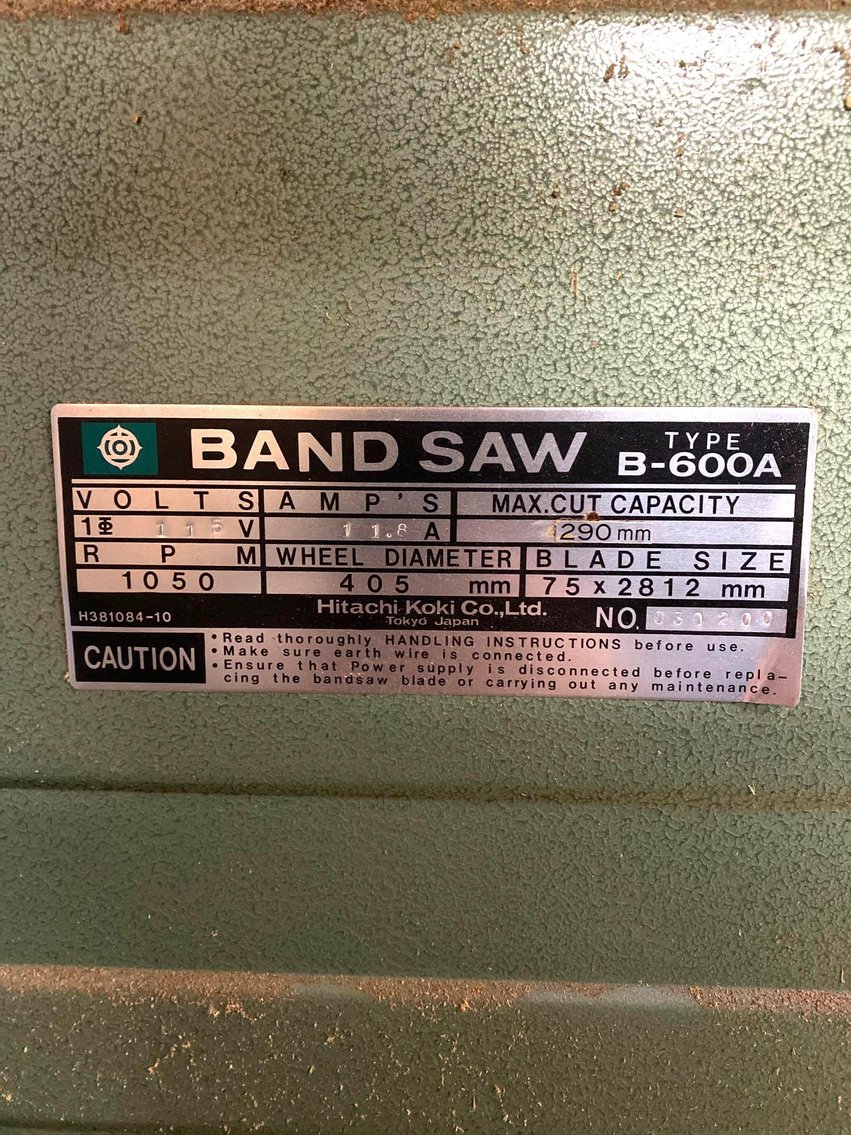 BAND SAW TYPE B-600A
VOLTS AMP'S MAX.CUT CAPACITY
1Φ 115 V 11.8 A 290 mm
RPM WHEEL DIAMETER BLADE SIZE
1050 405 mm 75 x 2812 mm
Hitachi Koki Co.,Ltd.
Tokyo Japan
H381084-10 NO. 030200
CAUTION
• Read thoroughly HANDLING INSTRUCTIONS before use.
• Make sure earth wire is connected.
• Ensure that Power supply is disconnected before repla-
cing the bandsaw blade or carrying out any maintenance.